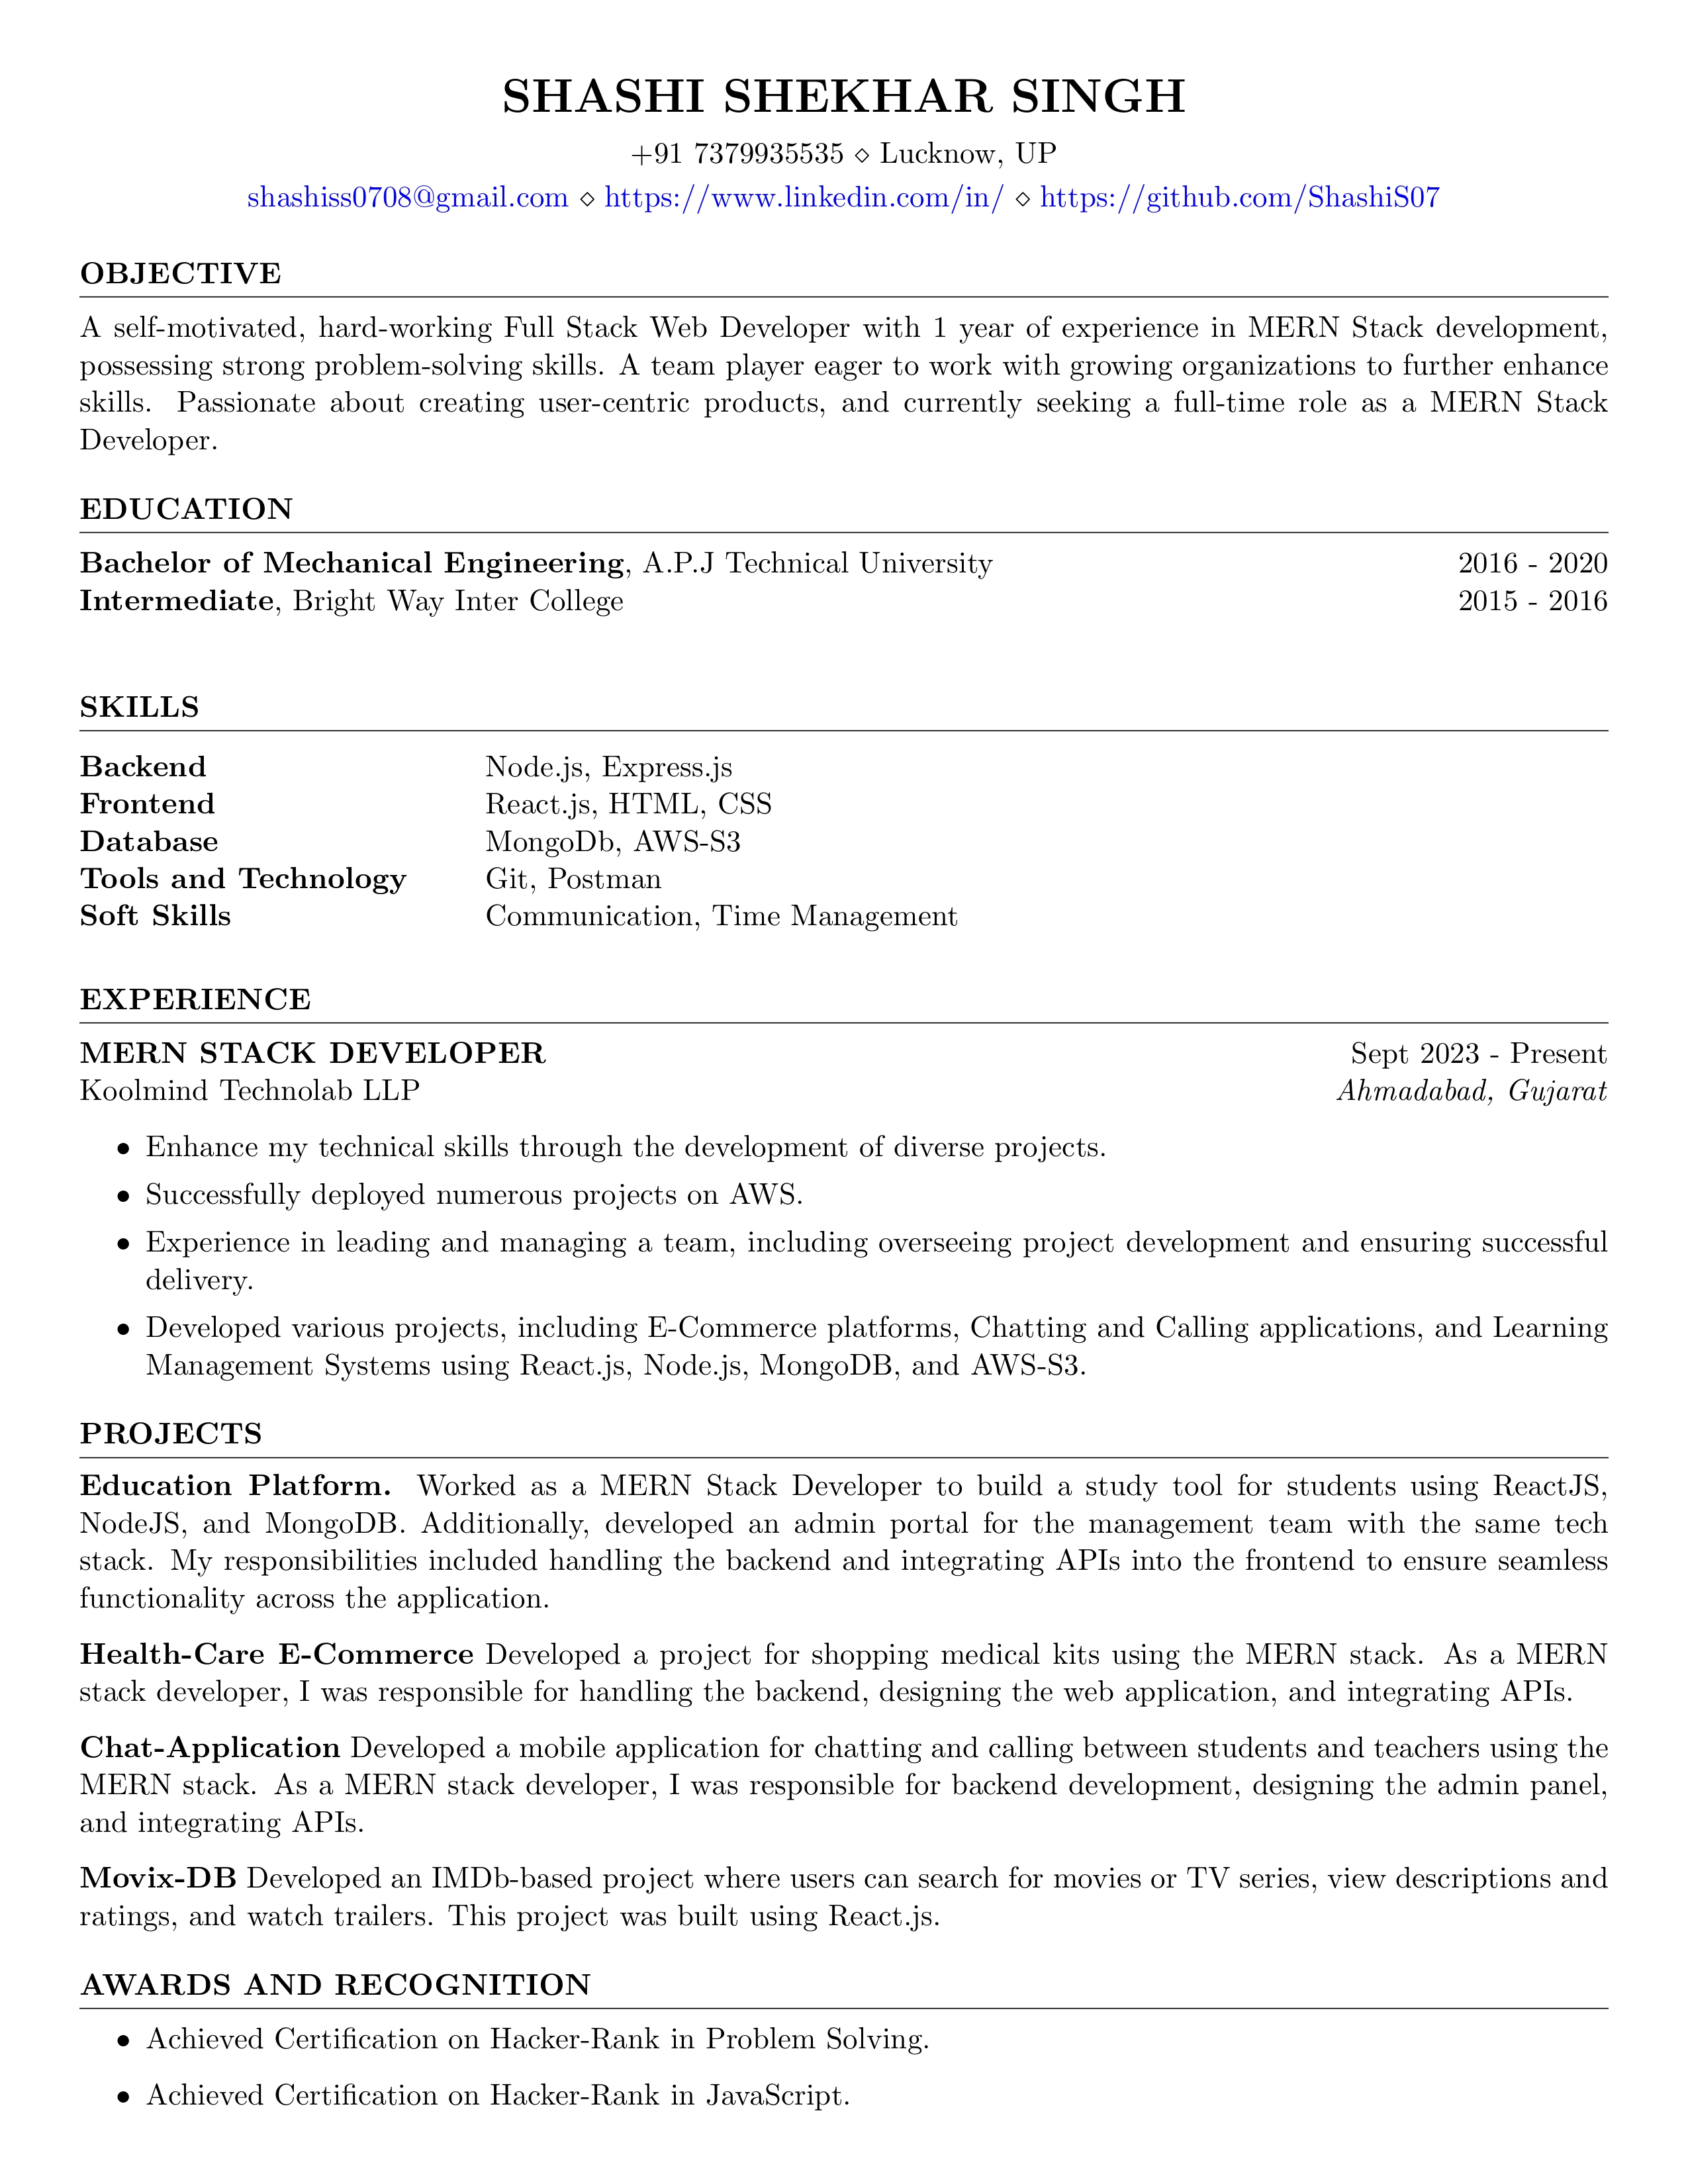 SHASHI SHEKHAR SINGH
+91 7379935535 ⋄ Lucknow, UP
shashiss0708@gmail.com ⋄ https://www.linkedin.com/in/ ⋄ https://github.com/ShashiS07
OBJECTIVE
A self-motivated, hard-working Full Stack Web Developer with 1 year of experience in MERN Stack development,
possessing strong problem-solving skills. A team player eager to work with growing organizations to further enhance
skills. Passionate about creating user-centric products, and currently seeking a full-time role as a MERN Stack
Developer.
EDUCATION
Bachelor of Mechanical Engineering, A.P.J Technical University 2016 - 2020
Intermediate, Bright Way Inter College 2015 - 2016
SKILLS
Backend Node.js, Express.js
Frontend React.js, HTML, CSS
Database MongoDb, AWS-S3
Tools and Technology Git, Postman
Soft Skills Communication, Time Management
EXPERIENCE
MERN STACK DEVELOPER Sept 2023 - Present
Koolmind Technolab LLP Ahmadabad, Gujarat
• Enhance my technical skills through the development of diverse projects.
• Successfully deployed numerous projects on AWS.
• Experience in leading and managing a team, including overseeing project development and ensuring successful
delivery.
• Developed various projects, including E-Commerce platforms, Chatting and Calling applications, and Learning
Management Systems using React.js, Node.js, MongoDB, and AWS-S3.
PROJECTS
Education Platform. Worked as a MERN Stack Developer to build a study tool for students using ReactJS,
NodeJS, and MongoDB. Additionally, developed an admin portal for the management team with the same tech
stack. My responsibilities included handling the backend and integrating APIs into the frontend to ensure seamless
functionality across the application.
Health-Care E-Commerce Developed a project for shopping medical kits using the MERN stack. As a MERN
stack developer, I was responsible for handling the backend, designing the web application, and integrating APIs.
Chat-Application Developed a mobile application for chatting and calling between students and teachers using the
MERN stack. As a MERN stack developer, I was responsible for backend development, designing the admin panel,
and integrating APIs.
Movix-DB Developed an IMDb-based project where users can search for movies or TV series, view descriptions and
ratings, and watch trailers. This project was built using React.js.
AWARDS AND RECOGNITION
• Achieved Certification on Hacker-Rank in Problem Solving.
• Achieved Certification on Hacker-Rank in JavaScript.